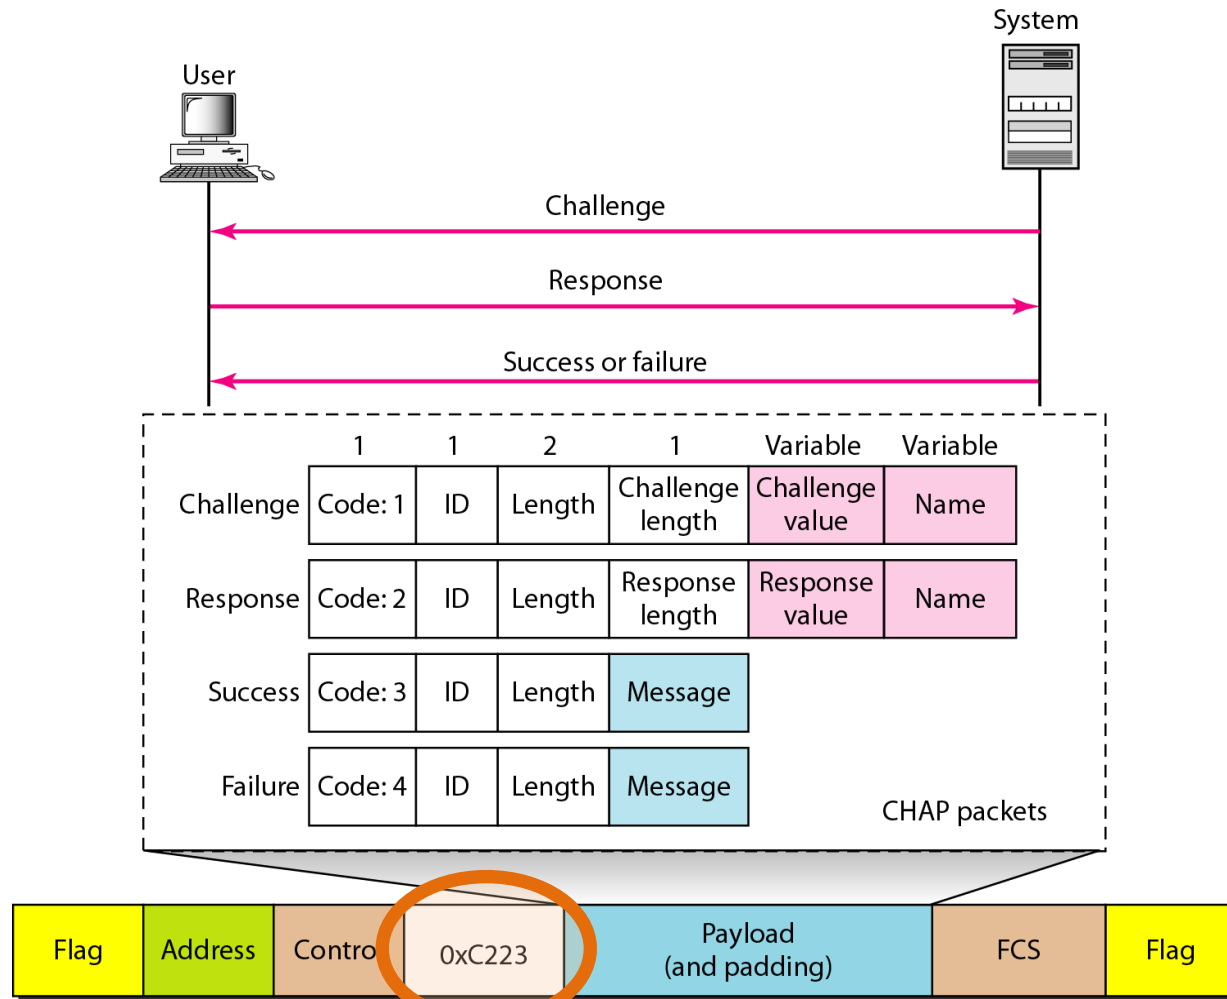 System
User
Challenge
Response
Success or failure
1 1 2 1 Variable Variable
Challenge Code: 1 ID Length Challenge length Challenge value Name
Response Code: 2 ID Length Response length Response value Name
Success Code: 3 ID Length Message
Failure Code: 4 ID Length Message
CHAP packets
Flag Address Contro 0xC223 Payload (and padding) FCS Flag